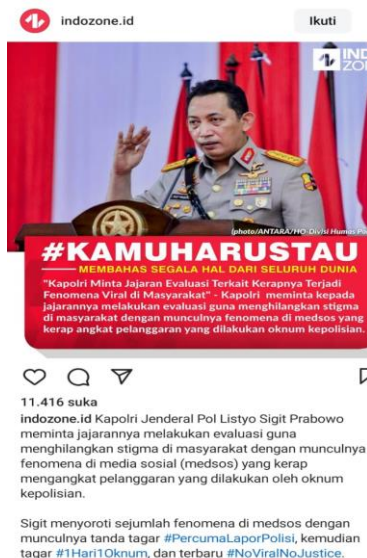 indozone.id
Ikuti
IND
ZON
(photo/ANTARA/HO-Divisi Humas
#KAMUHARUSTAU
MEMBAHAS SEGALA HAL DARI SELURUH DUNIA
"Kapolri Minta Jajaran Evaluasi Terkait Kerapnya Terjadi
Fenomena Viral di Masyarakat" - Kapolri meminta kepada
jajarannya melakukan evaluasi guna menghilangkan stigma
di masyarakat dengan munculnya fenomena di medsos yang
kerap angkat pelanggaran yang dilakukan oknum kepolisian.
11.416 suka
indozone.id Kapolri Jenderal Pol Listyo Sigit Prabowo
meminta jajarannya melakukan evaluasi guna
menghilangkan stigma di masyarakat dengan munculnya
fenomena di media sosial (medsos) yang kerap
mengangkat pelanggaran yang dilakukan oleh oknum
kepolisian.
Sigit menyoroti sejumlah fenomena di medsos dengan
munculnya tanda tagar #PercumaLaporPolisi, kemudian
tagar #1Hari1Oknum, dan terbaru #NoViralNoJustice.